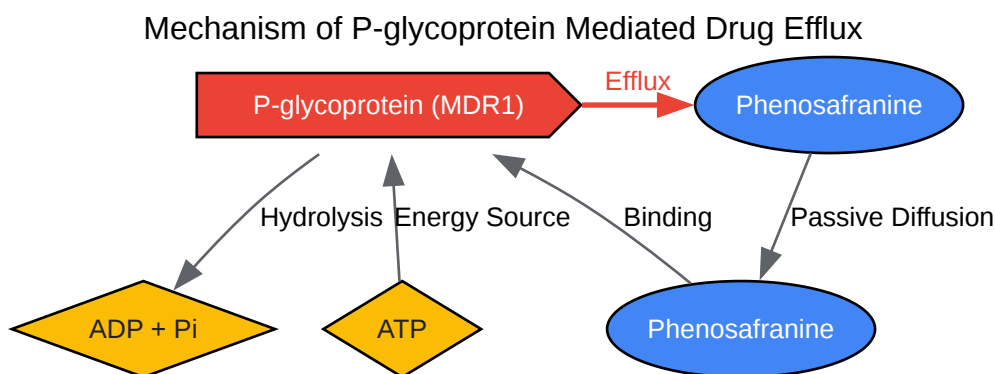 Mechanism of P-glycoprotein Mediated Drug Efflux
Efflux
P-glycoprotein (MDR1)
Phenosafranine
Hydrolysis
Energy Source
Binding
Passive Diffusion
ADP + Pi
ATP
Phenosafranine